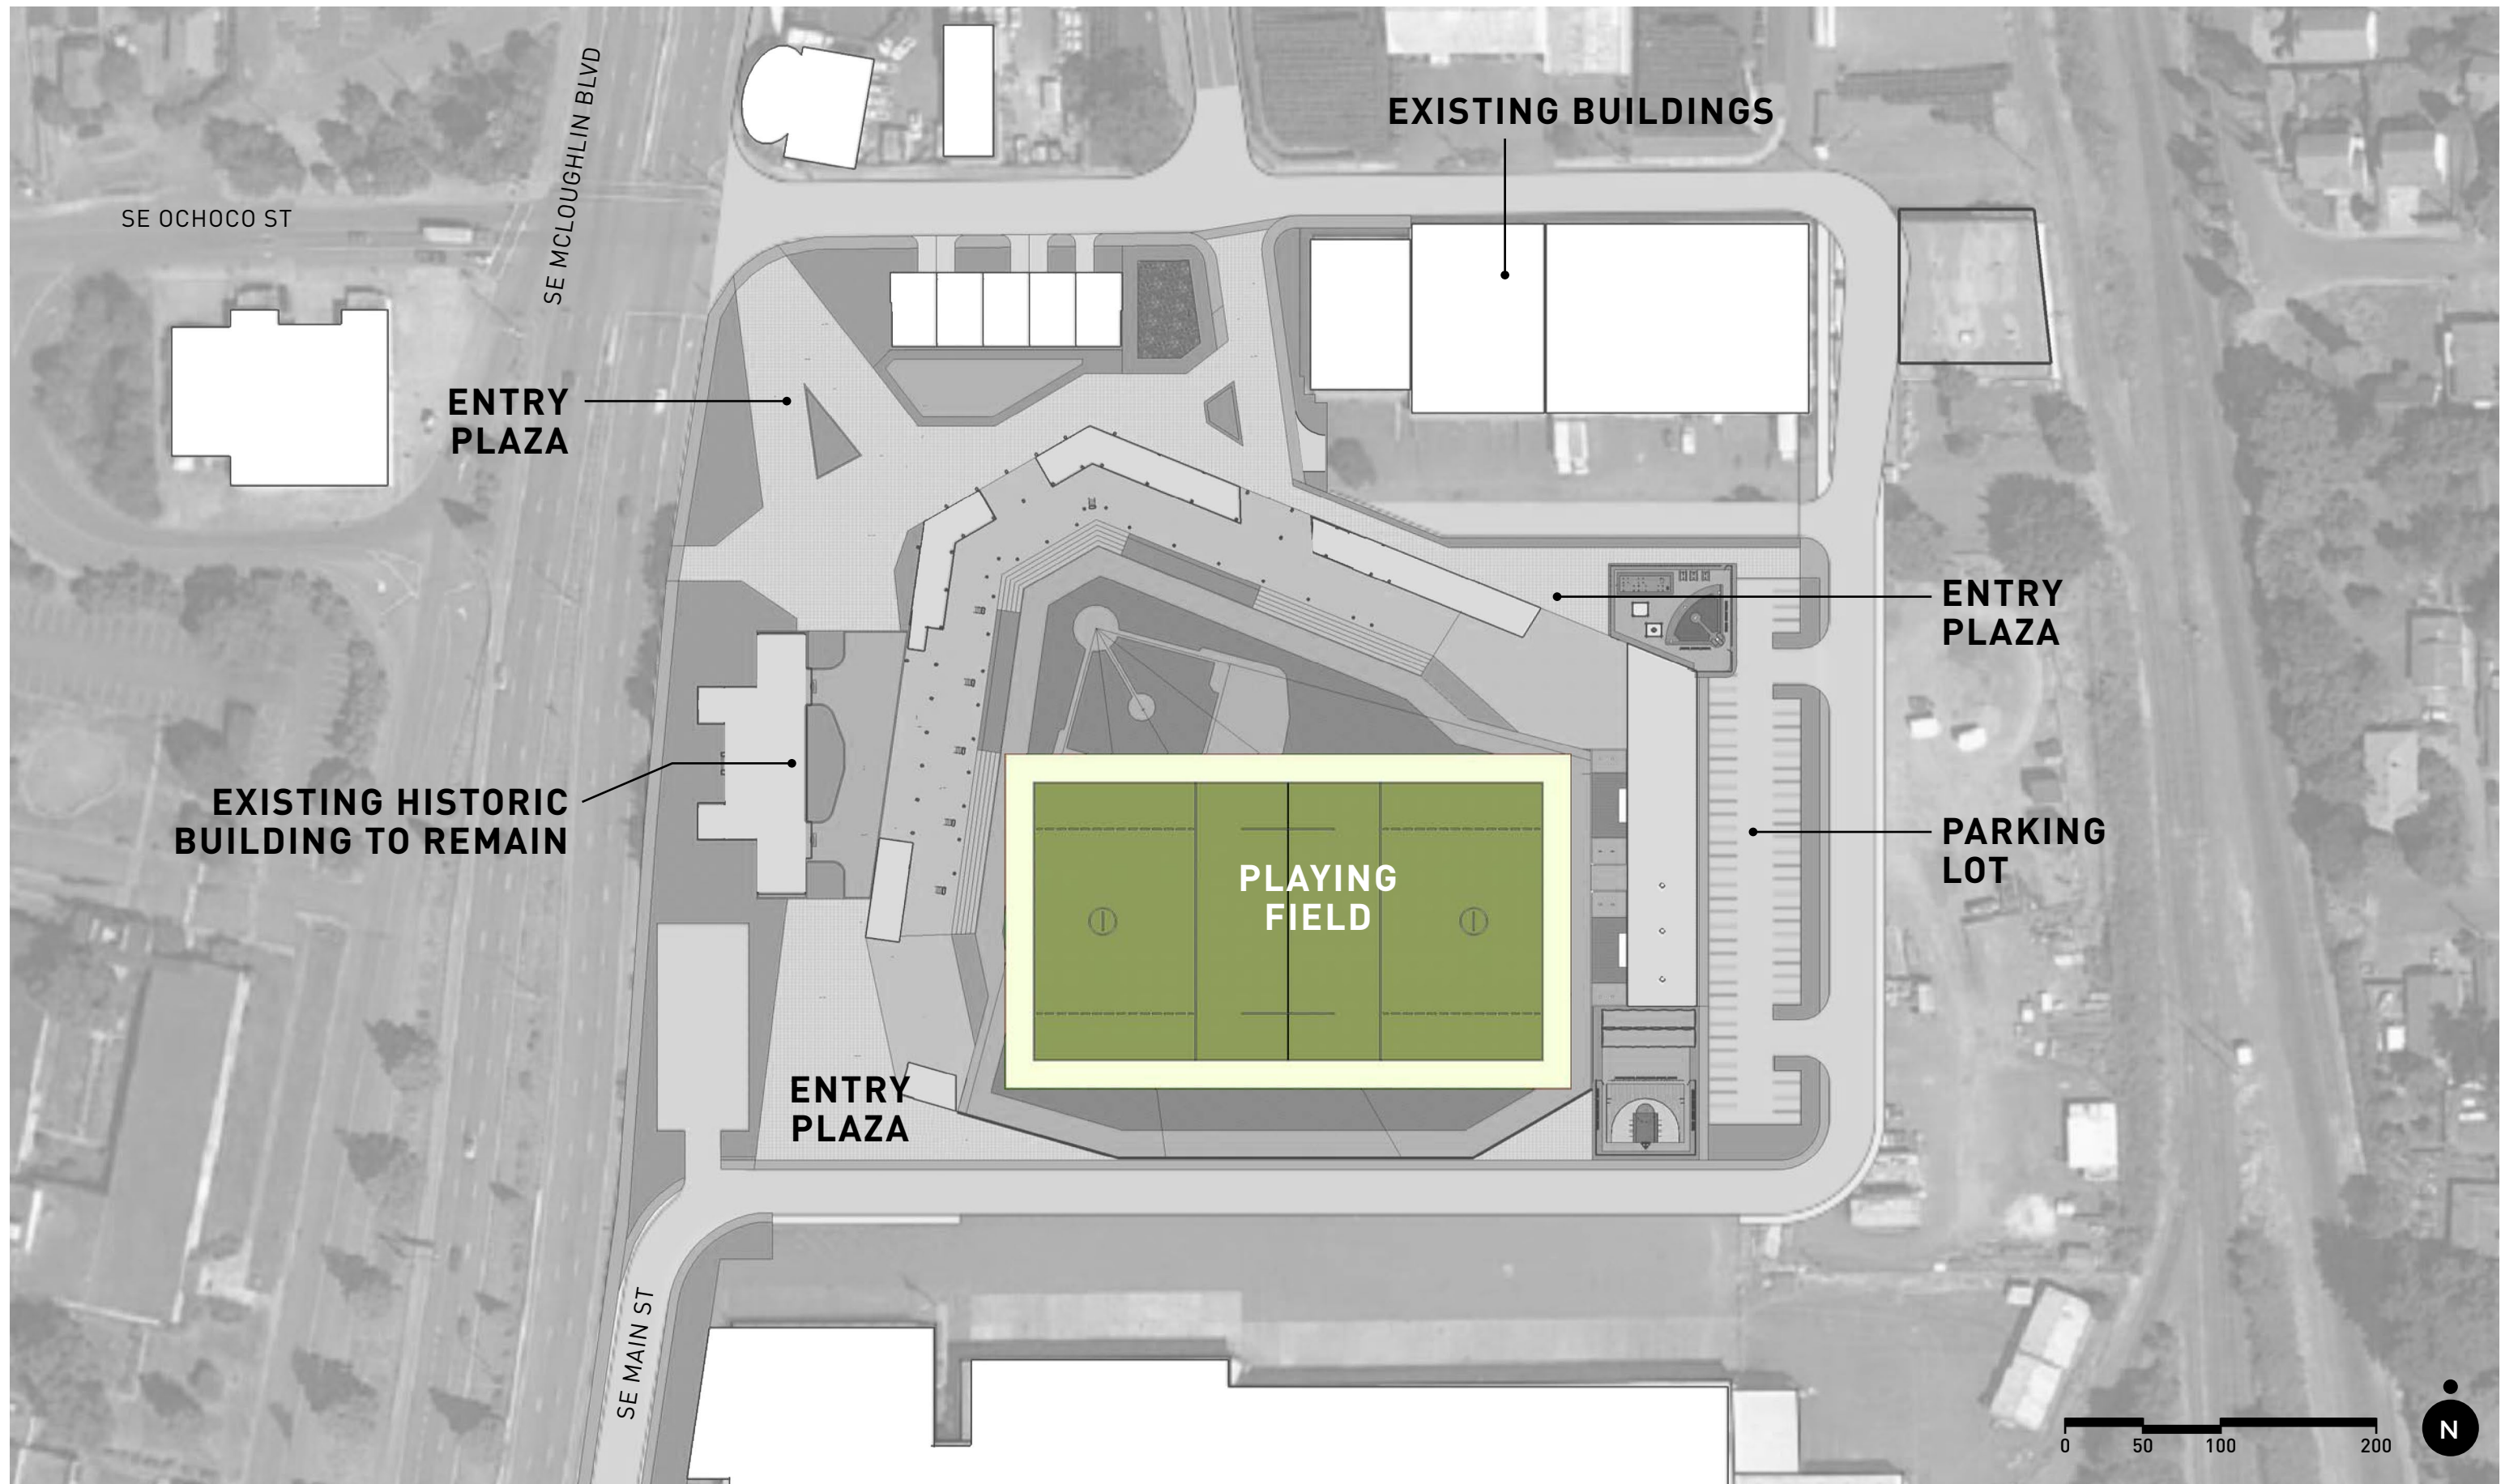 EXISTING BUILDINGS
SE MCLOUGHLIN BLVD
SE OCHOCO ST
ENTRY
PLAZA
ENTRY
PLAZA
EXISTING HISTORIC
BUILDING TO REMAIN
PLAYING
FIELD
PARKING
LOT
ENTRY
PLAZA
SE MAIN ST
0 50 100 200
N